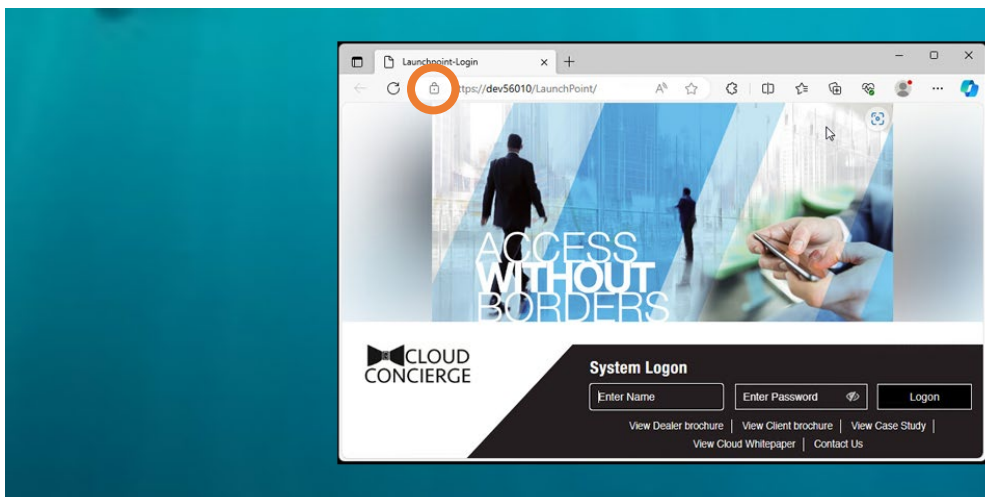 Launchpoint-Login
https://dev56010/LaunchPoint/
ACCESS
WITHOUT
BORDERS
CLOUD
CONCIERGE
System Logon
Enter Name
Enter Password
Logon
View Dealer brochure | View Client brochure | View Case Study |
View Cloud Whitepaper | Contact Us